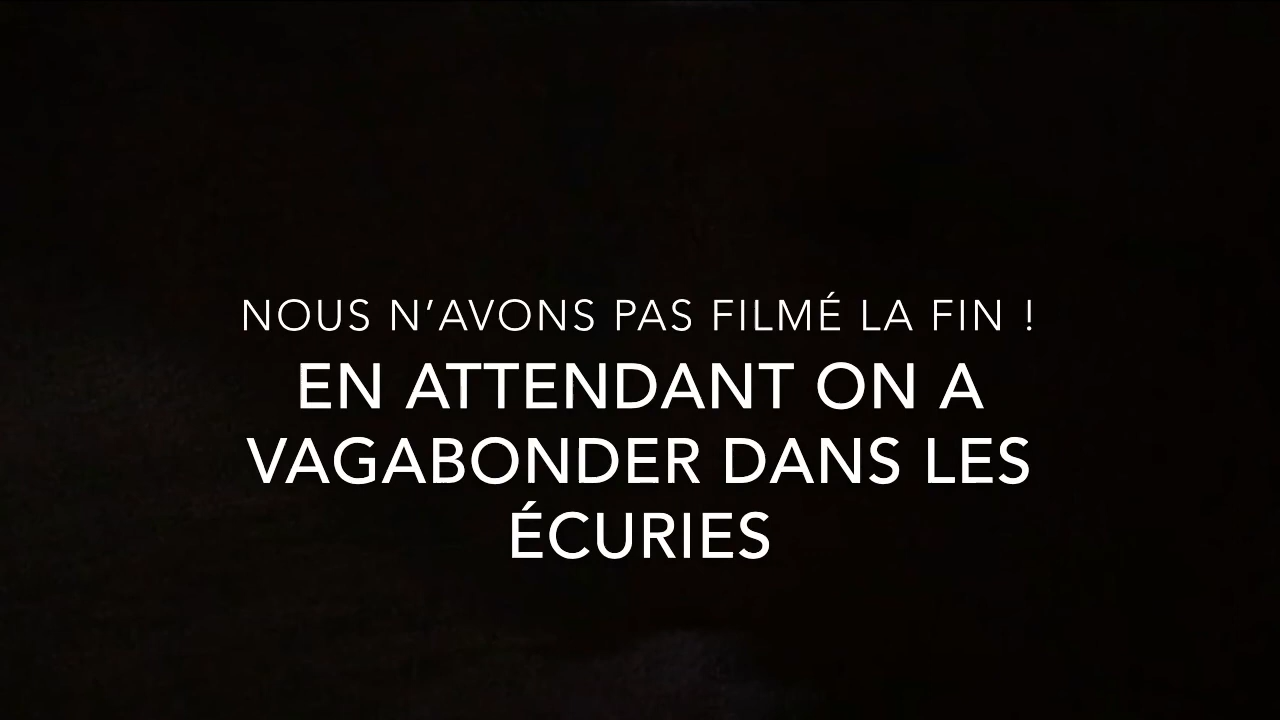 NOUS N’AVONS PAS FILMÉ LA FIN !
EN ATTENDANT ON A
VAGABONDER DANS LES
ÉCURIES